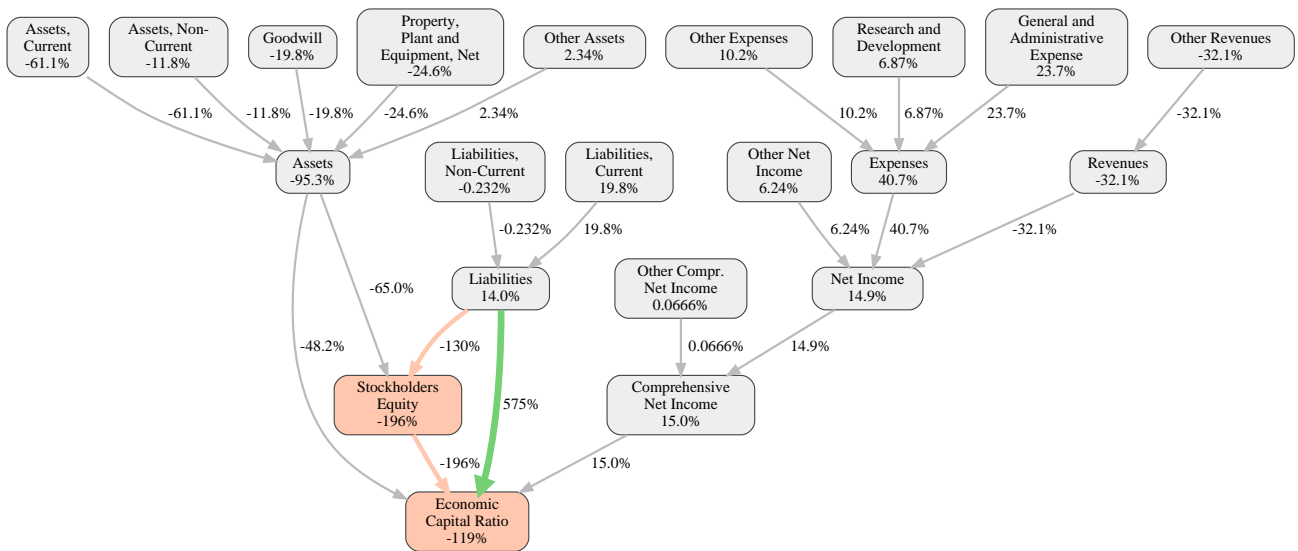 Assets,
Current
-61.1%
Assets, Non-
Current
-11.8%
Goodwill
-19.8%
Property,
Plant and
Equipment, Net
-24.6%
Other Assets
2.34%
Other Expenses
10.2%
Research and
Development
6.87%
General and
Administrative
Expense
23.7%
Other Revenues
-32.1%
-61.1%
-11.8%
-19.8%
-24.6%
2.34%
10.2%
6.87%
23.7%
-32.1%
Assets
-95.3%
Liabilities,
Non-Current
-0.232%
Liabilities,
Current
19.8%
Other Net
Income
6.24%
Expenses
40.7%
Revenues
-32.1%
-0.232%
19.8%
6.24%
40.7%
-32.1%
-65.0%
Liabilities
14.0%
Other Compr.
Net Income
0.0666%
Net Income
14.9%
-48.2%
-130%
0.0666%
14.9%
Stockholders
Equity
-196%
575%
Comprehensive
Net Income
15.0%
-196%
15.0%
Economic
Capital Ratio
-119%